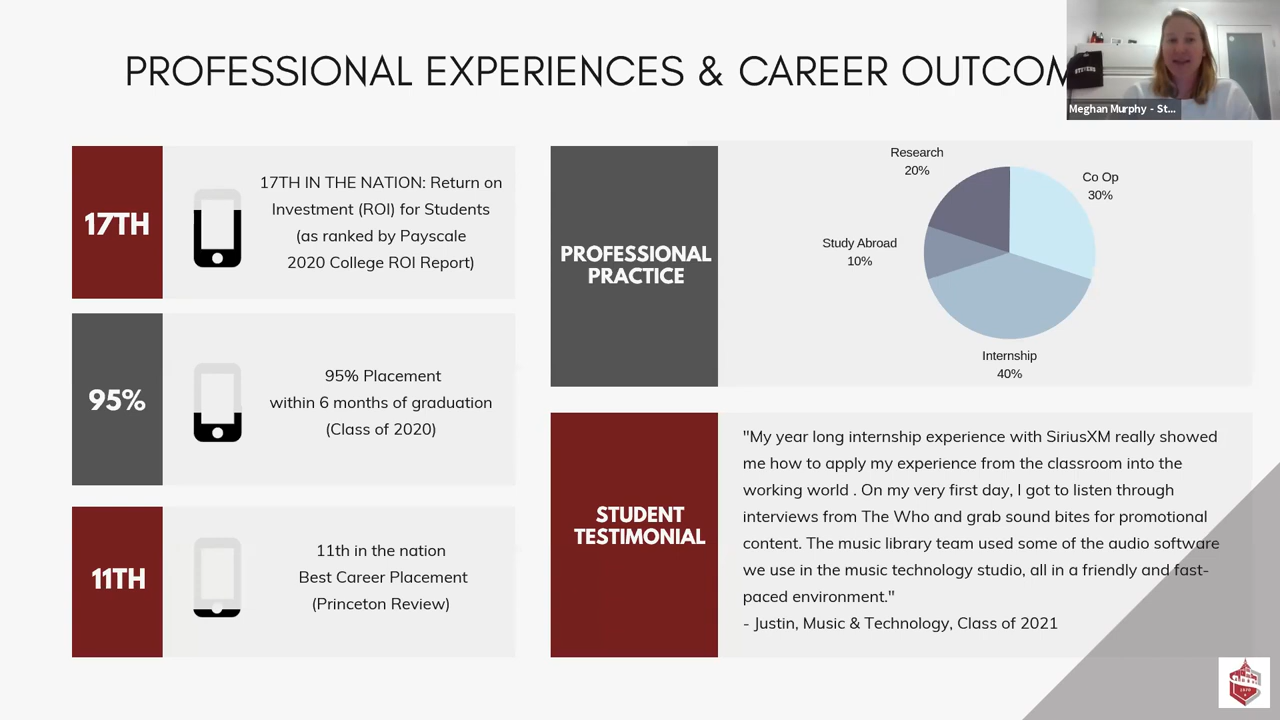 PROFESSIONAL EXPERIENCES & CAREER OUTCOM
STEVENS
Meghan Murphy - St...
17TH
17TH IN THE NATION: Return on
Investment (ROI) for Students
(as ranked by Payscale
2020 College ROI Report)
95%
95% Placement
within 6 months of graduation
(Class of 2020)
11TH
11th in the nation
Best Career Placement
(Princeton Review)
PROFESSIONAL
PRACTICE
Research
20%
Co Op
30%
Study Abroad
10%
Internship
40%
STUDENT
TESTIMONIAL
"My year long internship experience with SiriusXM really showed
me how to apply my experience from the classroom into the
working world . On my very first day, I got to listen through
interviews from The Who and grab sound bites for promotional
content. The music library team used some of the audio software
we use in the music technology studio, all in a friendly and fast-
paced environment."
- Justin, Music & Technology, Class of 2021
1870